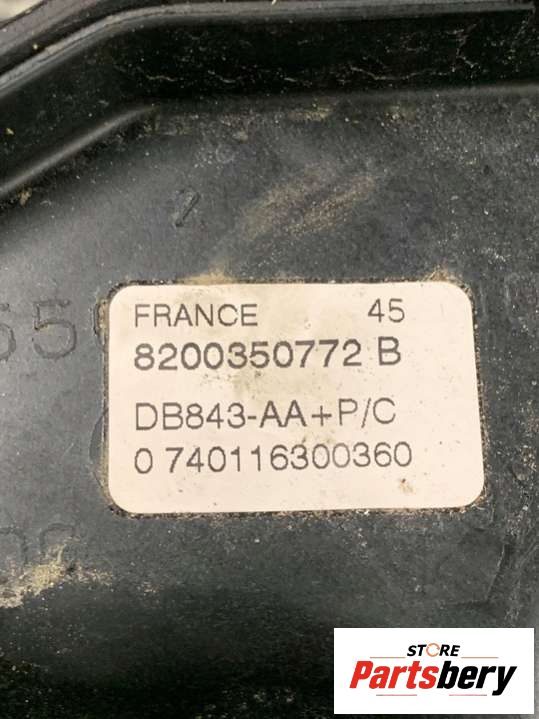 FRANCE 45
8200350772 B
DB843-AA+P/C
0 740116300360
STORE
Partsbery